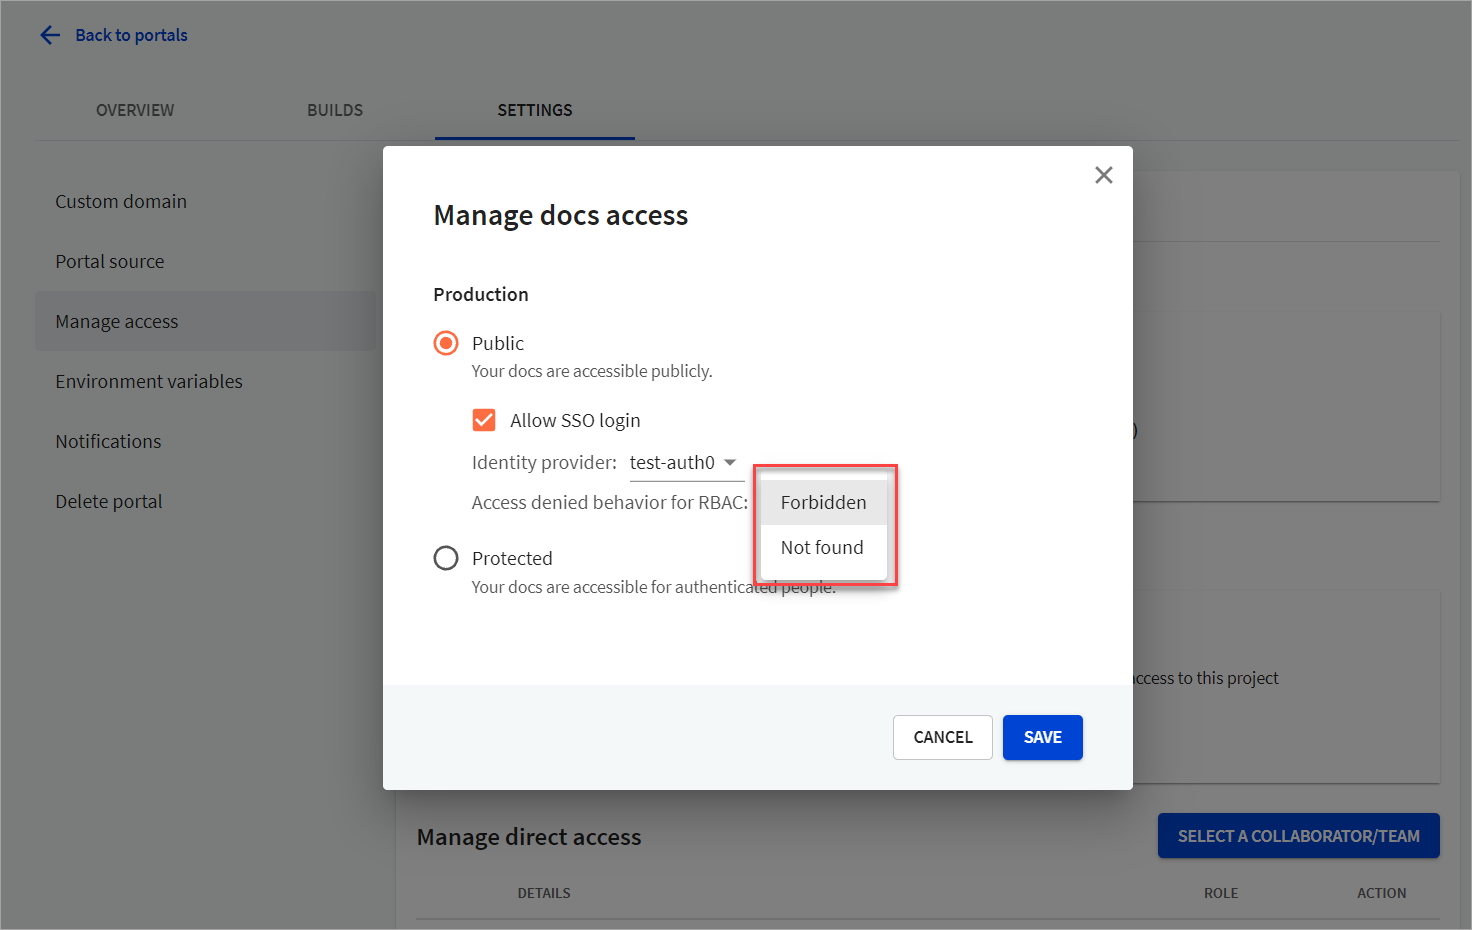 Back to portals
OVERVIEW BUILDS SETTINGS
Custom domain
Portal source
Manage access
Environment variables
Notifications
Delete portal
Manage docs access
Production
Public
Your docs are accessible publicly.
Allow SSO login
Identity provider: test-auth0
Access denied behavior for RBAC:
Forbidden
Not found
Protected
Your docs are accessible for authenticated people.
)
access to this project
CANCEL SAVE
Manage direct access
SELECT A COLLABORATOR/TEAM
DETAILS ROLE ACTION